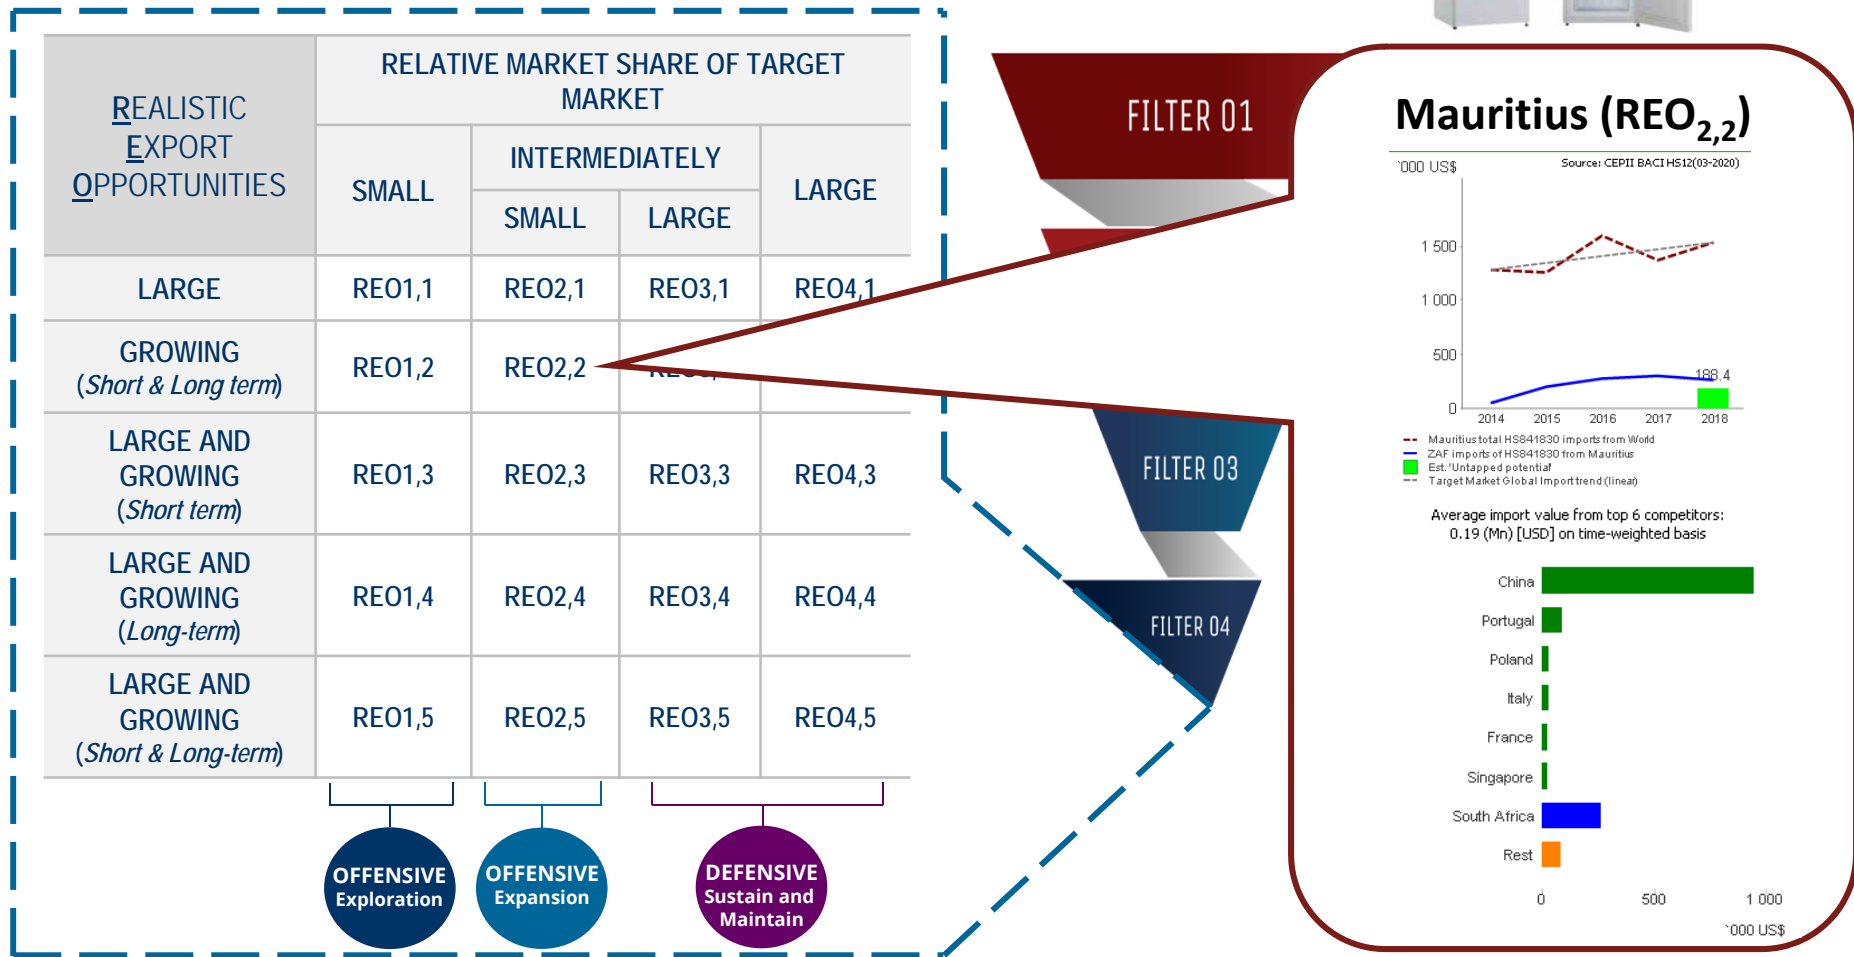 REALISTIC
EXPORT
OPPORTUNITIES
RELATIVE MARKET SHARE OF TARGET
MARKET
SMALL
INTERMEDIATELY
LARGE
SMALL
LARGE
LARGE
REO1,1
REO2,1
REO3,1
REO4,1
GROWING
(Short & Long term)
REO1,2
REO2,2
LARGE AND
GROWING
(Short term)
REO1,3
REO2,3
REO3,3
REO4,3
LARGE AND
GROWING
(Long-term)
REO1,4
REO2,4
REO3,4
REO4,4
LARGE AND
GROWING
(Short & Long-term)
REO1,5
REO2,5
REO3,5
REO4,5
OFFENSIVE
Exploration
OFFENSIVE
Expansion
DEFENSIVE
Sustain and
Maintain
FILTER 01
FILTER 03
FILTER 04
Mauritius (REO2,2)
`000 US$
Source: CEPII BACI HS12(03-2020)
1 500
1 000
500
0
188.4
2014
2015
2016
2017
2018
Mauritius total HS841830 imports from World
ZAF imports of HS841830 from Mauritius
Est. 'Untapped potential'
Target Market Global Import trend (linear)
Average import value from top 6 competitors:
0.19 (Mn) [USD] on time-weighted basis
China
Portugal
Poland
Italy
France
Singapore
South Africa
Rest
0
500
1 000
`000 US$